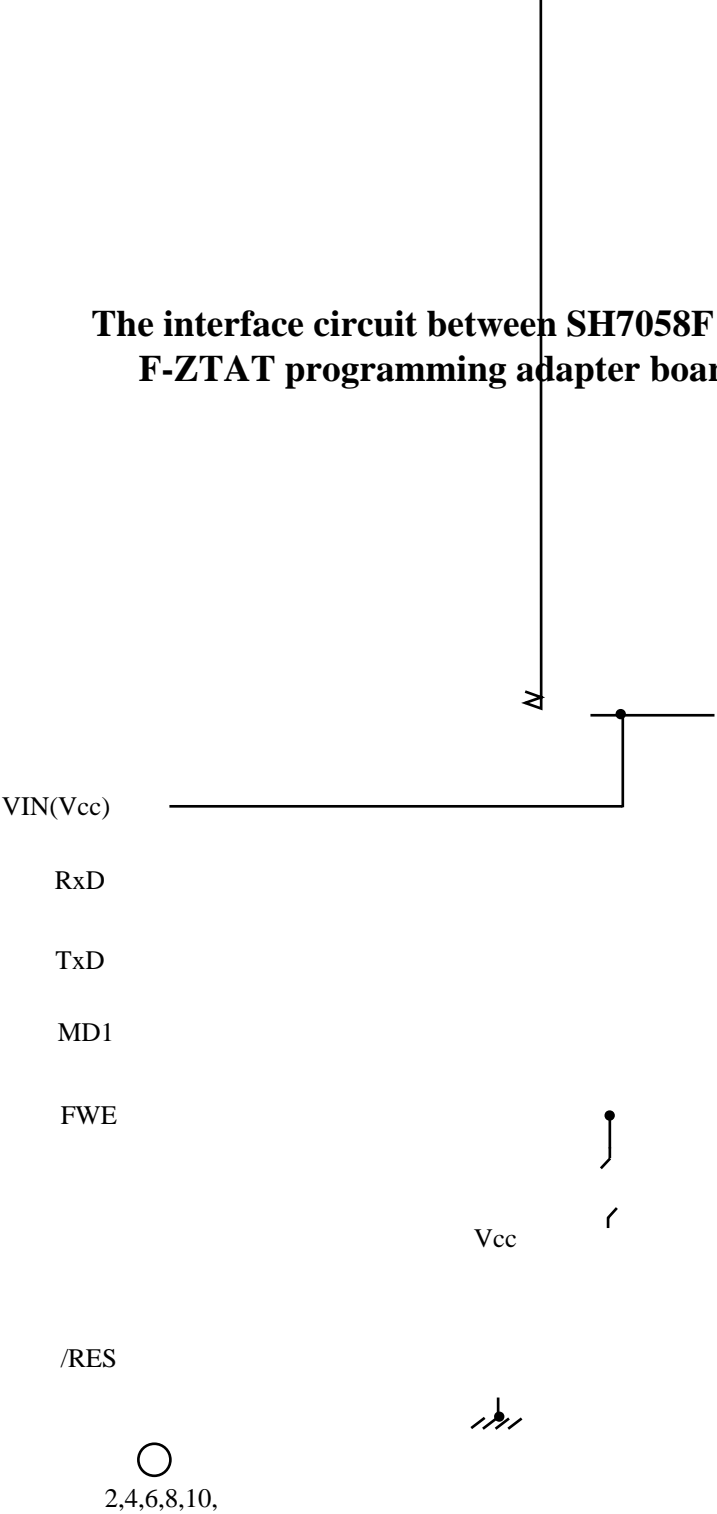 The interface circuit between SH7058F
F-ZTAT programming adapter
VIN(Vcc)
RxD
TxD
MD1
FWE
Vcc
/RES
2,4,6,8,10,